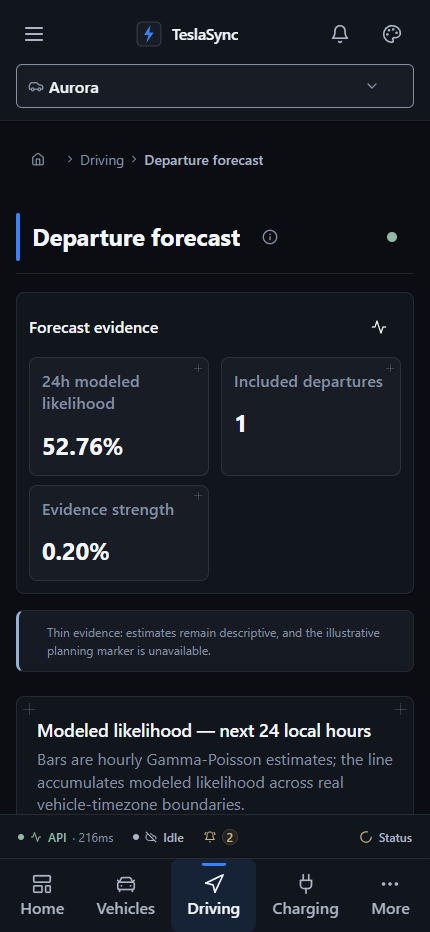 TeslaSync
Aurora
Driving
Departure forecast
Departure forecast
Forecast evidence
24h modeled
likelihood
52.76%
Included departures
1
Evidence strength
0.20%
Thin evidence: estimates remain descriptive, and the illustrative
planning marker is unavailable.
Modeled likelihood — next 24 local hours
Bars are hourly Gamma-Poisson estimates; the line
accumulates modeled likelihood across real
vehicle-timezone boundaries.
API · 216ms
Idle
2
Status
Home
Vehicles
Driving
Charging
More